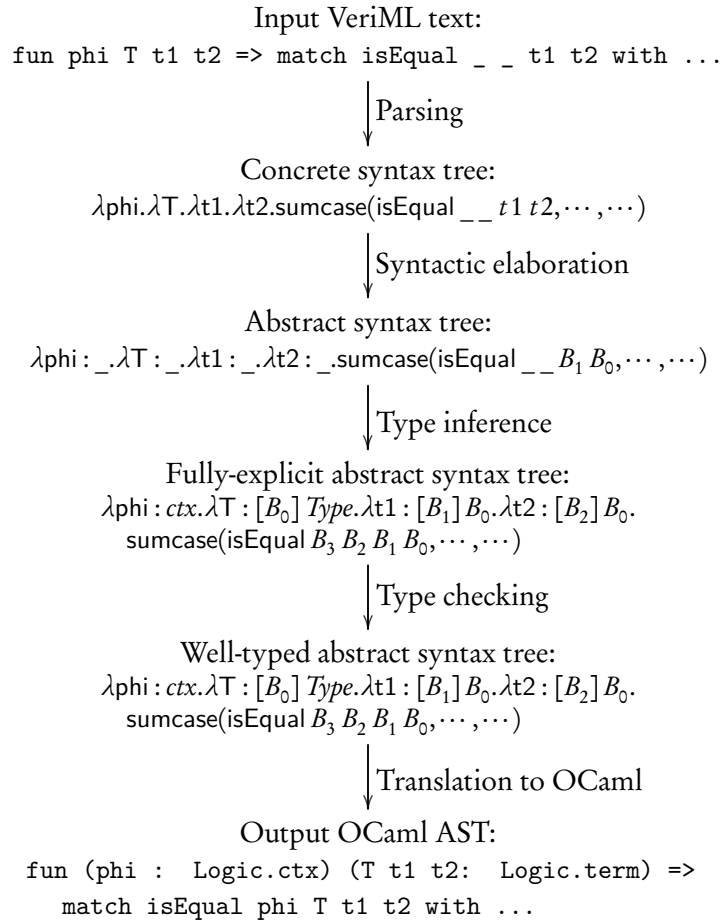 Input VeriML text:
fun phi T t1 t2 => match isEqual _ _ t1 t2 with ...
Parsing
Concrete syntax tree:
λphi.λT.λt1.λt2.sumcase(isEqual _ _ t1 t2,⋯,⋯)
Syntactic elaboration
Abstract syntax tree:
λphi : _.λT : _.λt1 : _.λt2 : _.sumcase(isEqual _ _ B₁ B₀,⋯,⋯)
Type inference
Fully-explicit abstract syntax tree:
λphi : ctx.λT : [B₀] Type.λt1 : [B₁] B₀.λt2 : [B₂] B₀.
sumcase(isEqual B₃ B₂ B₁ B₀,⋯,⋯)
Type checking
Well-typed abstract syntax tree:
λphi : ctx.λT : [B₀] Type.λt1 : [B₁] B₀.λt2 : [B₂] B₀.
sumcase(isEqual B₃ B₂ B₁ B₀,⋯,⋯)
Translation to OCaml
Output OCaml AST:
fun (phi : Logic.ctx) (T t1 t2: Logic.term) =>
match isEqual phi T t1 t2 with ...